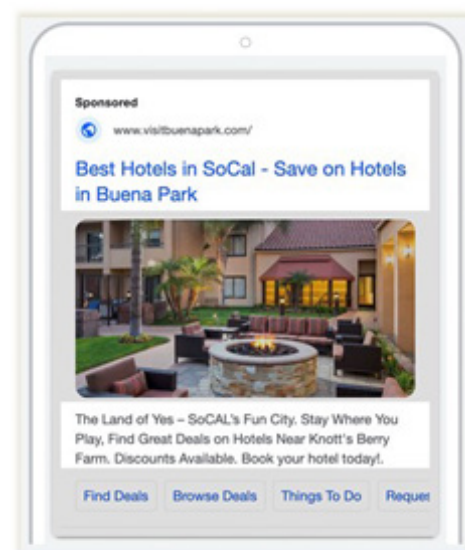 Sponsored
www.visitbuenapark.com/
Best Hotels in SoCal - Save on Hotels
in Buena Park
The Land of Yes – SoCAL's Fun City. Stay Where You
Play, Find Great Deals on Hotels Near Knott's Berry
Farm. Discounts Available. Book your hotel today!.
Find Deals Browse Deals Things To Do Reques